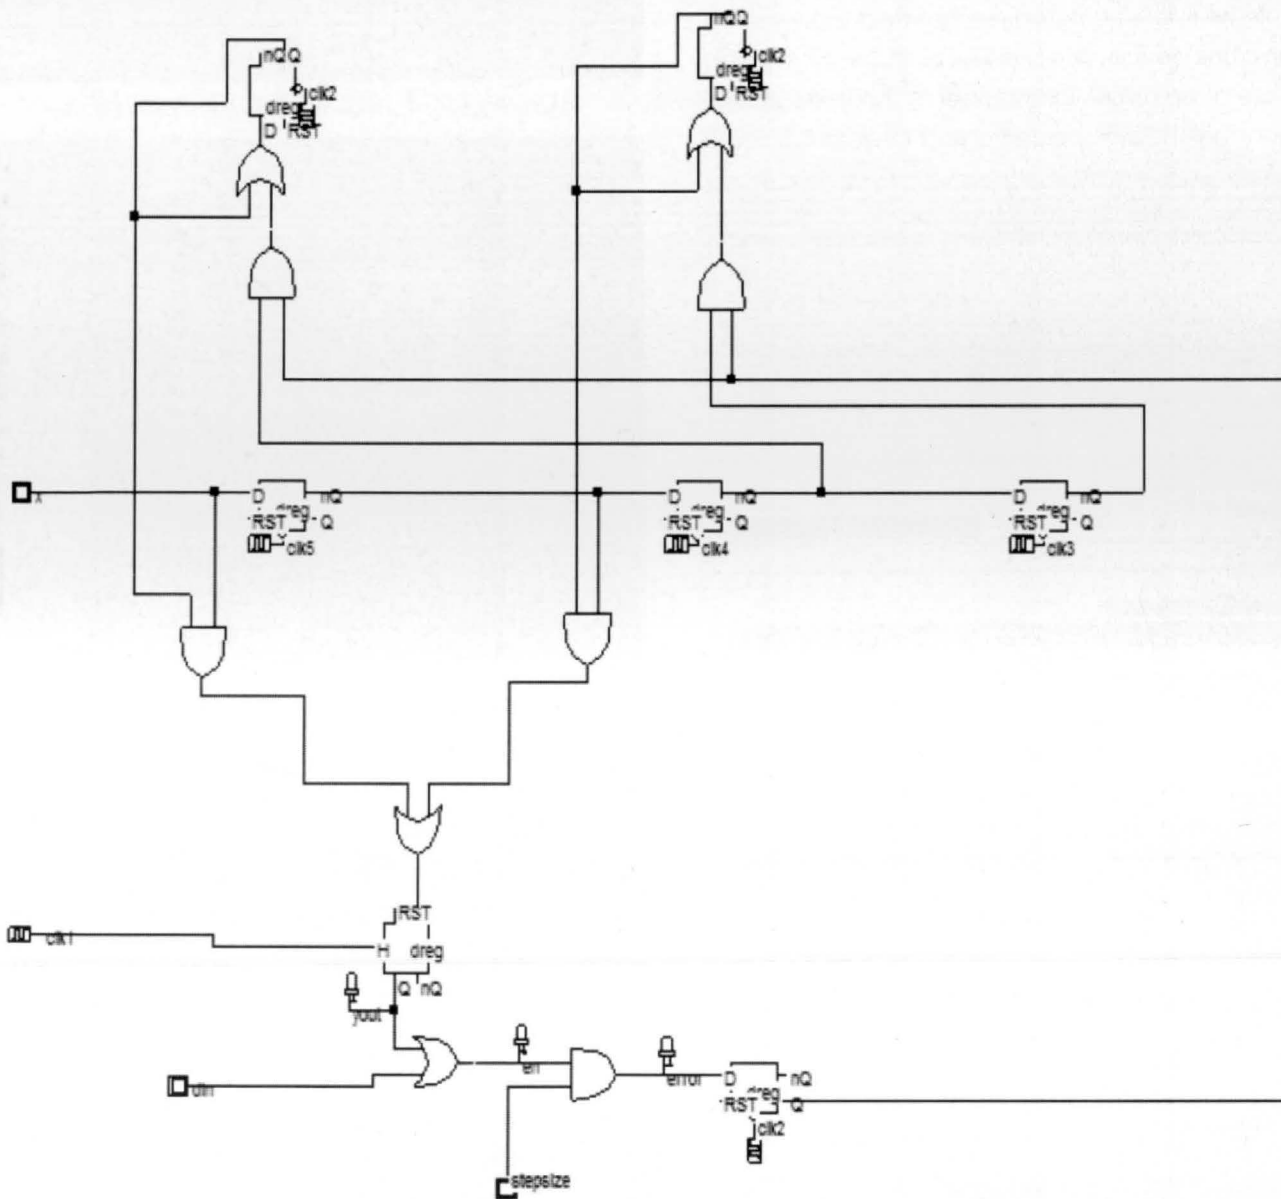 nQQ
clk2
dreg
D RST
nQ Q
clk2
dreg
D RST
x
D nQ
dreg
RST Q
clk5
D nQ
dreg
RST Q
clk4
D nQ
dreg
RST Q
clk3
clk1
RST
H dreg
Q nQ
yout
din
en
error
D nQ
dreg
RST Q
clk2
stepsize